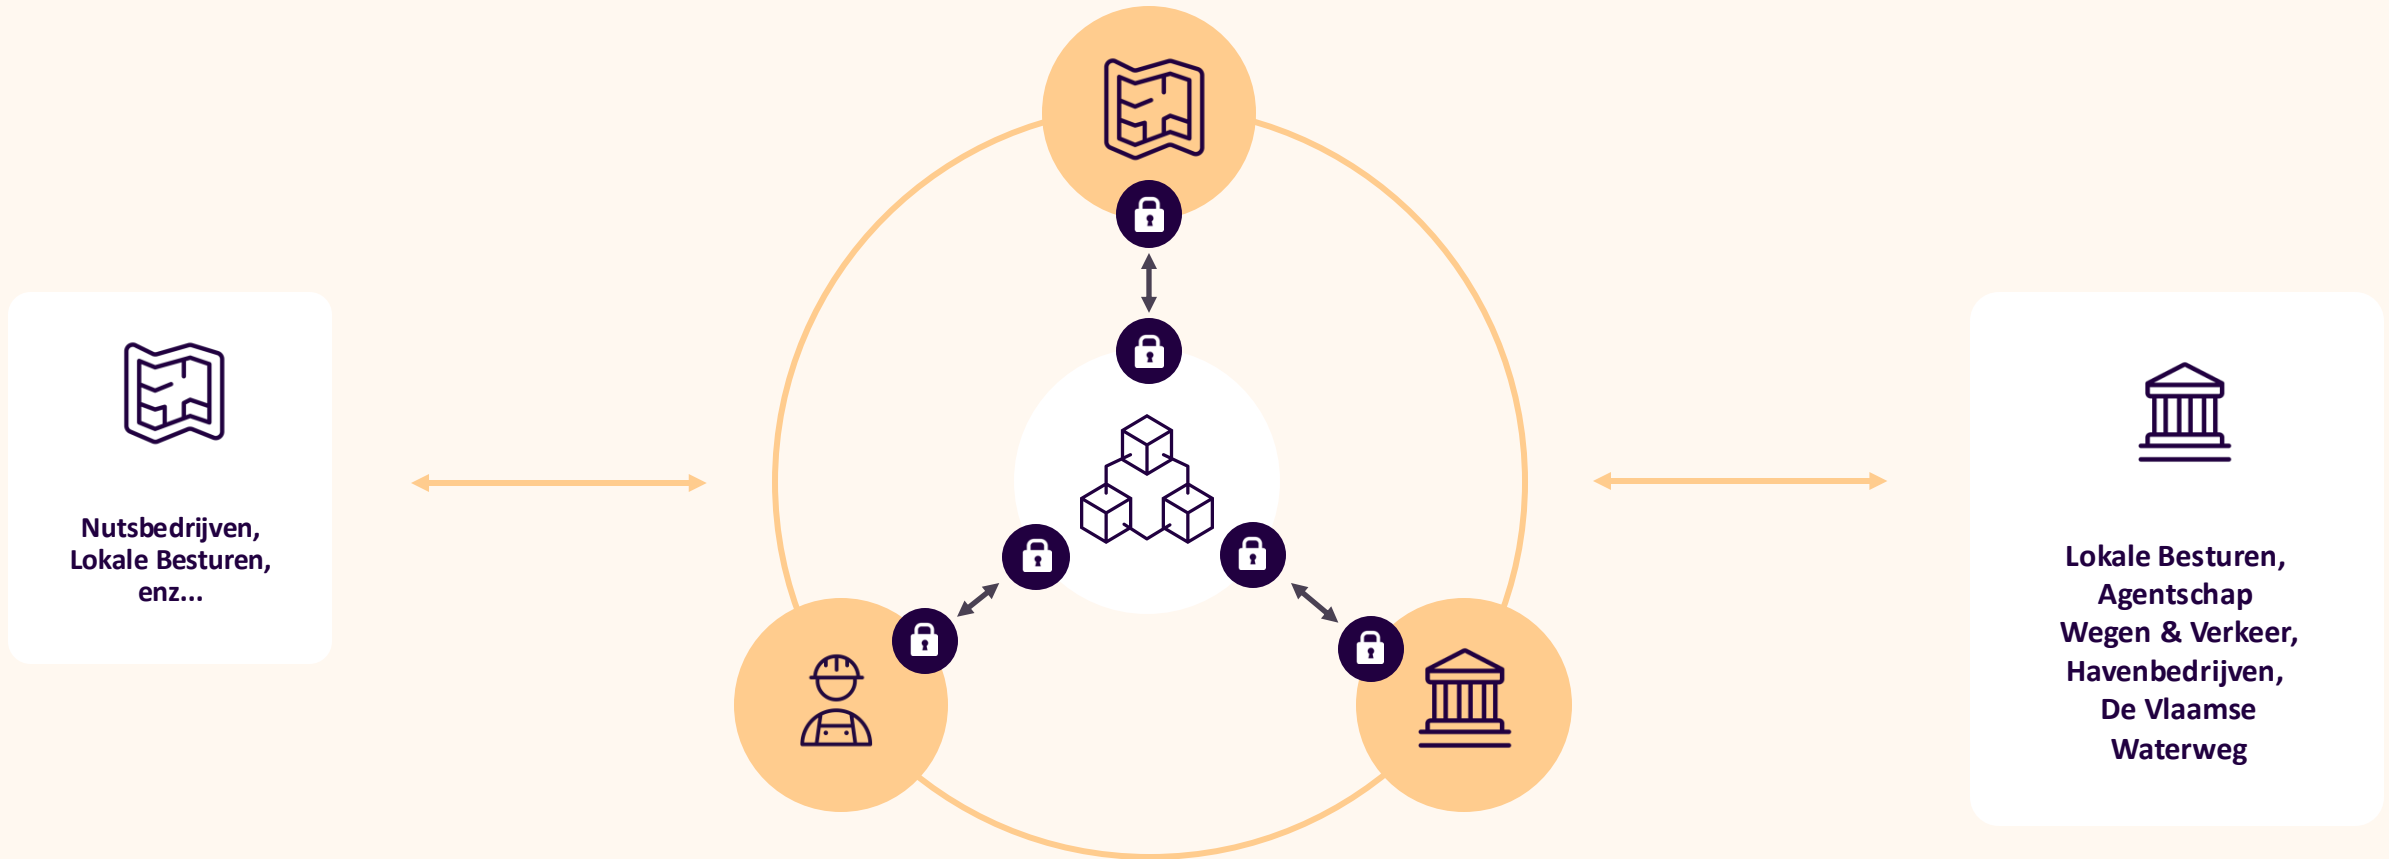 Nutsbedrijven,
Lokale Besturen,
enz...
Lokale Besturen,
Agentschap
Wegen & Verkeer,
Havenbedrijven,
De Vlaamse
Waterweg